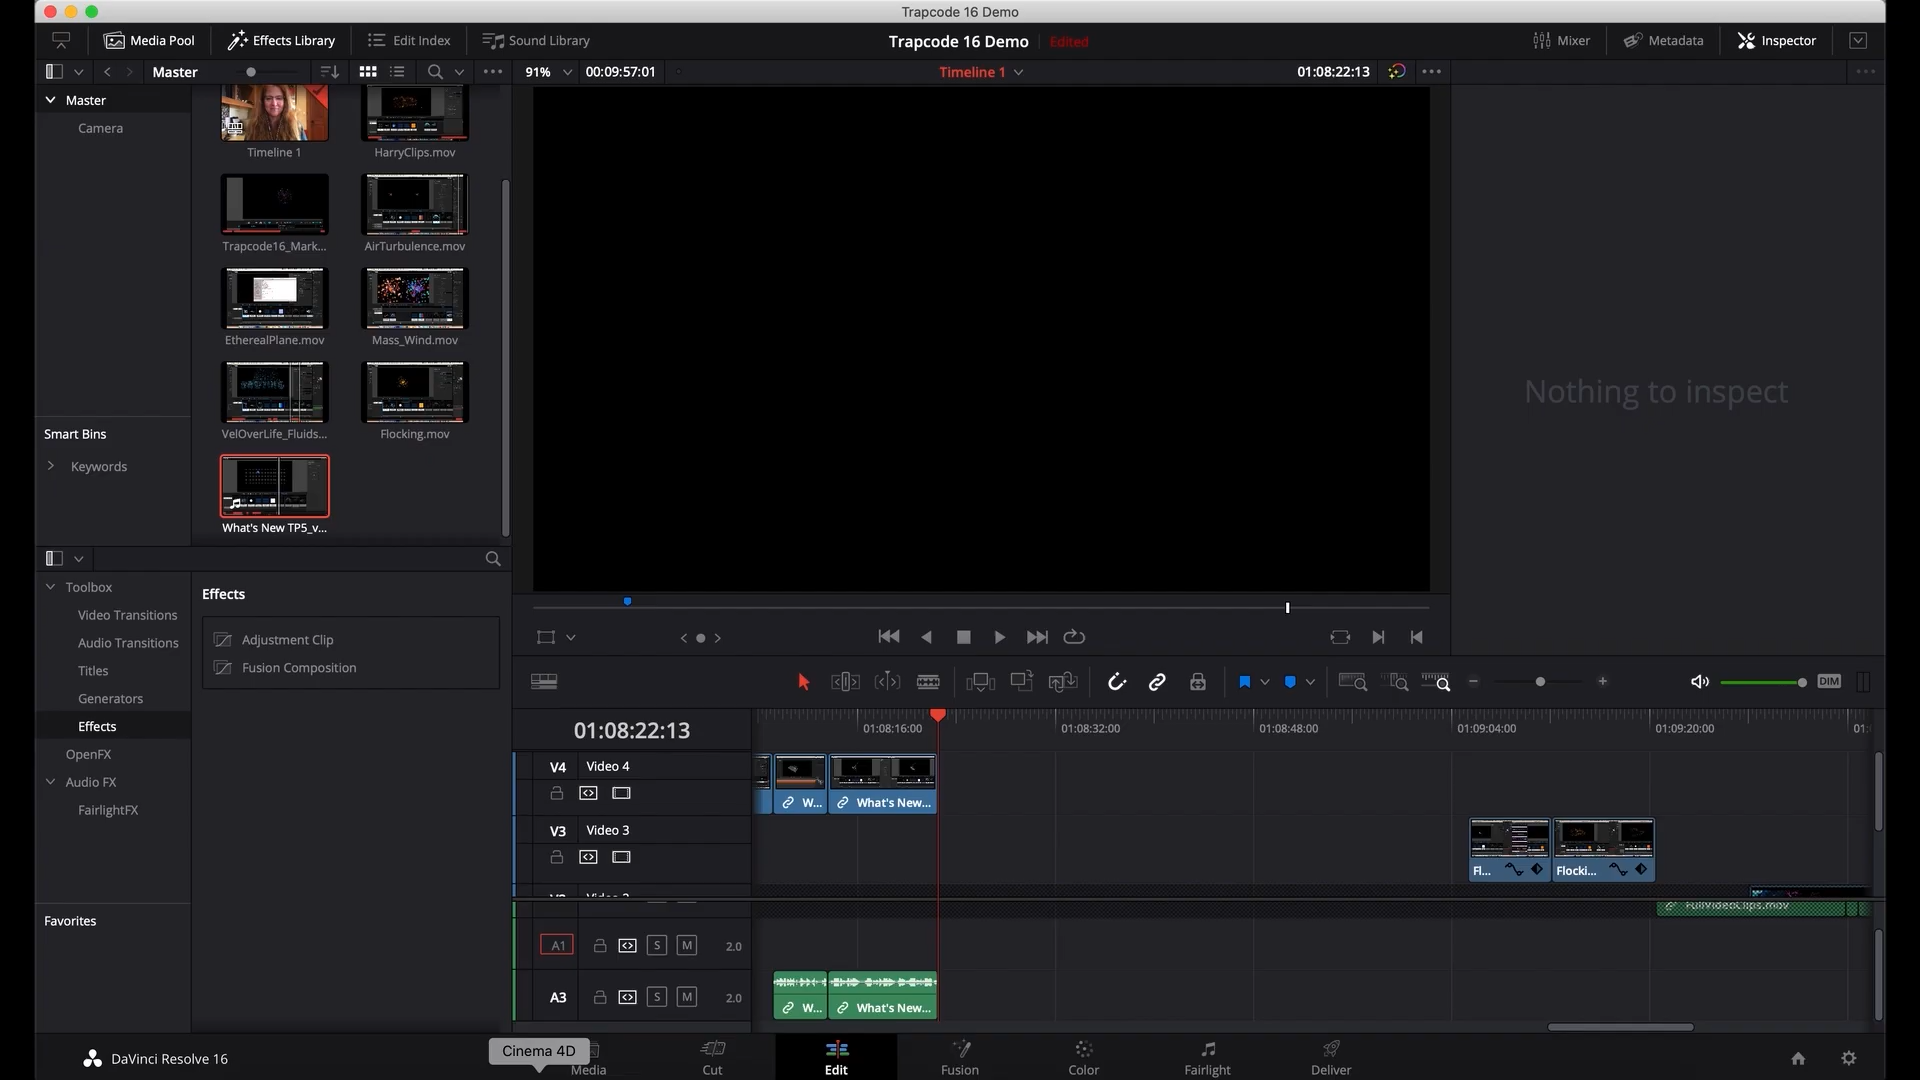 Trapcode 16 Demo
Media Pool
Effects Library
Edit Index
Sound Library
Trapcode 16 Demo
Edited
Mixer
Metadata
Inspector
Master
91%
00:09:57:01
Timeline 1
01:08:22:13
Master
Camera
Timeline 1
HarryClips.mov
Trapcode16_Mark...
AirTurbulence.mov
EtherealPlane.mov
Mass_Wind.mov
VelOverLife_Fluids...
Flocking.mov
What's New TP5_v...
Smart Bins
Keywords
Nothing to inspect
Toolbox
Video Transitions
Audio Transitions
Titles
Generators
Effects
OpenFX
Audio FX
FairlightFX
Favorites
Effects
Adjustment Clip
Fusion Composition
DIM
01:08:22:13
01:08:16:00
01:08:32:00
01:08:48:00
01:09:04:00
01:09:20:00
01:
V4
Video 4
W...
What's New...
V3
Video 3
Fl...
Flocki...
FullVideoClips.mov
A1
S
M
2.0
A3
S
M
2.0
W...
What's New...
DaVinci Resolve 16
Cinema 4D
Media
Cut
Edit
Fusion
Color
Fairlight
Deliver